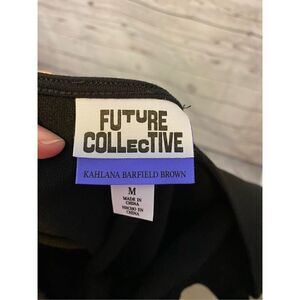 FUTURE
COLLECTIVE
KAHLANA BARFIELD BROWN
M
MADE IN
CHINA
HECHO EN
CHINA